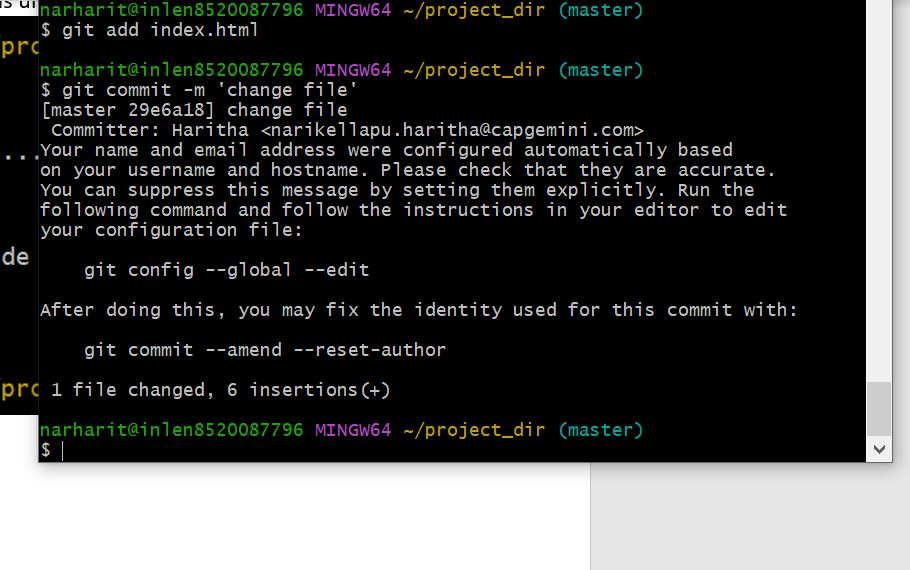 narharit@inlen8520087796 MINGW64 ~/project_dir (master)
$ git add index.html
narharit@inlen8520087796 MINGW64 ~/project_dir (master)
$ git commit -m 'change file'
[master 29e6a18] change file
Committer: Haritha <narikellapu.haritha@capgemini.com>
Your name and email address were configured automatically based
on your username and hostname. Please check that they are accurate.
You can suppress this message by setting them explicitly. Run the
following command and follow the instructions in your editor to edit
your configuration file:
git config --global --edit
After doing this, you may fix the identity used for this commit with:
git commit --amend --reset-author
1 file changed, 6 insertions(+)
narharit@inlen8520087796 MINGW64 ~/project_dir (master)
$
/pro
...
de
/pro